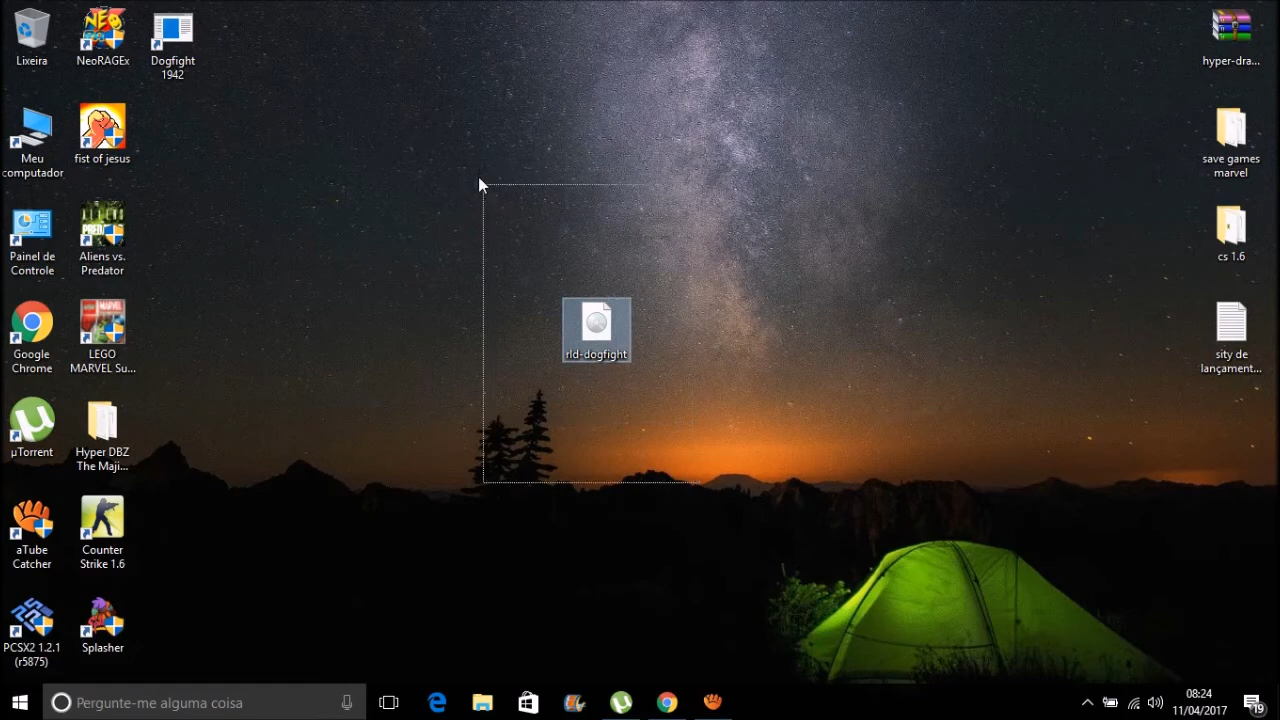 Lixeira
NeoRAGEx
Dogfight
1942
hyper-dra...
Meu
computador
fist of jesus
save games
marvel
Painel de
Controle
Aliens vs.
Predator
cs 1.6
Google
Chrome
LEGO
MARVEL Su...
rld-dogfight
sity de
lançament...
µTorrent
Hyper DBZ
The Maji...
aTube
Catcher
Counter
Strike 1.6
PCSX2 1.2.1
(r5875)
Splasher
Pergunte-me alguma coisa
08:24
11/04/2017
19